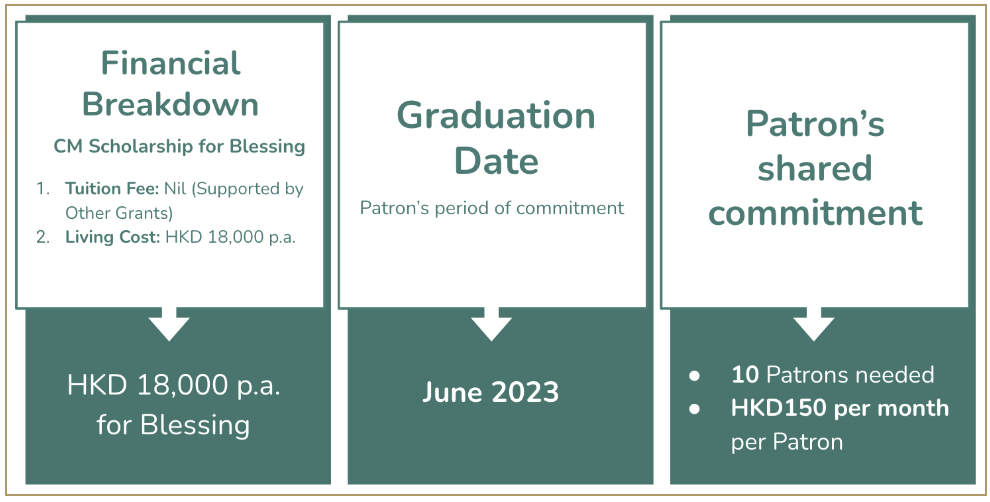 Financial
Breakdown
CM Scholarship for Blessing
1. Tuition Fee: Nil (Supported by
Other Grants)
2. Living Cost: HKD 18,000 p.a.
HKD 18,000 p.a.
for Blessing
Graduation
Date
Patron’s period of commitment
June 2023
Patron’s
shared
commitment
● 10 Patrons needed
● HKD150 per month
per Patron